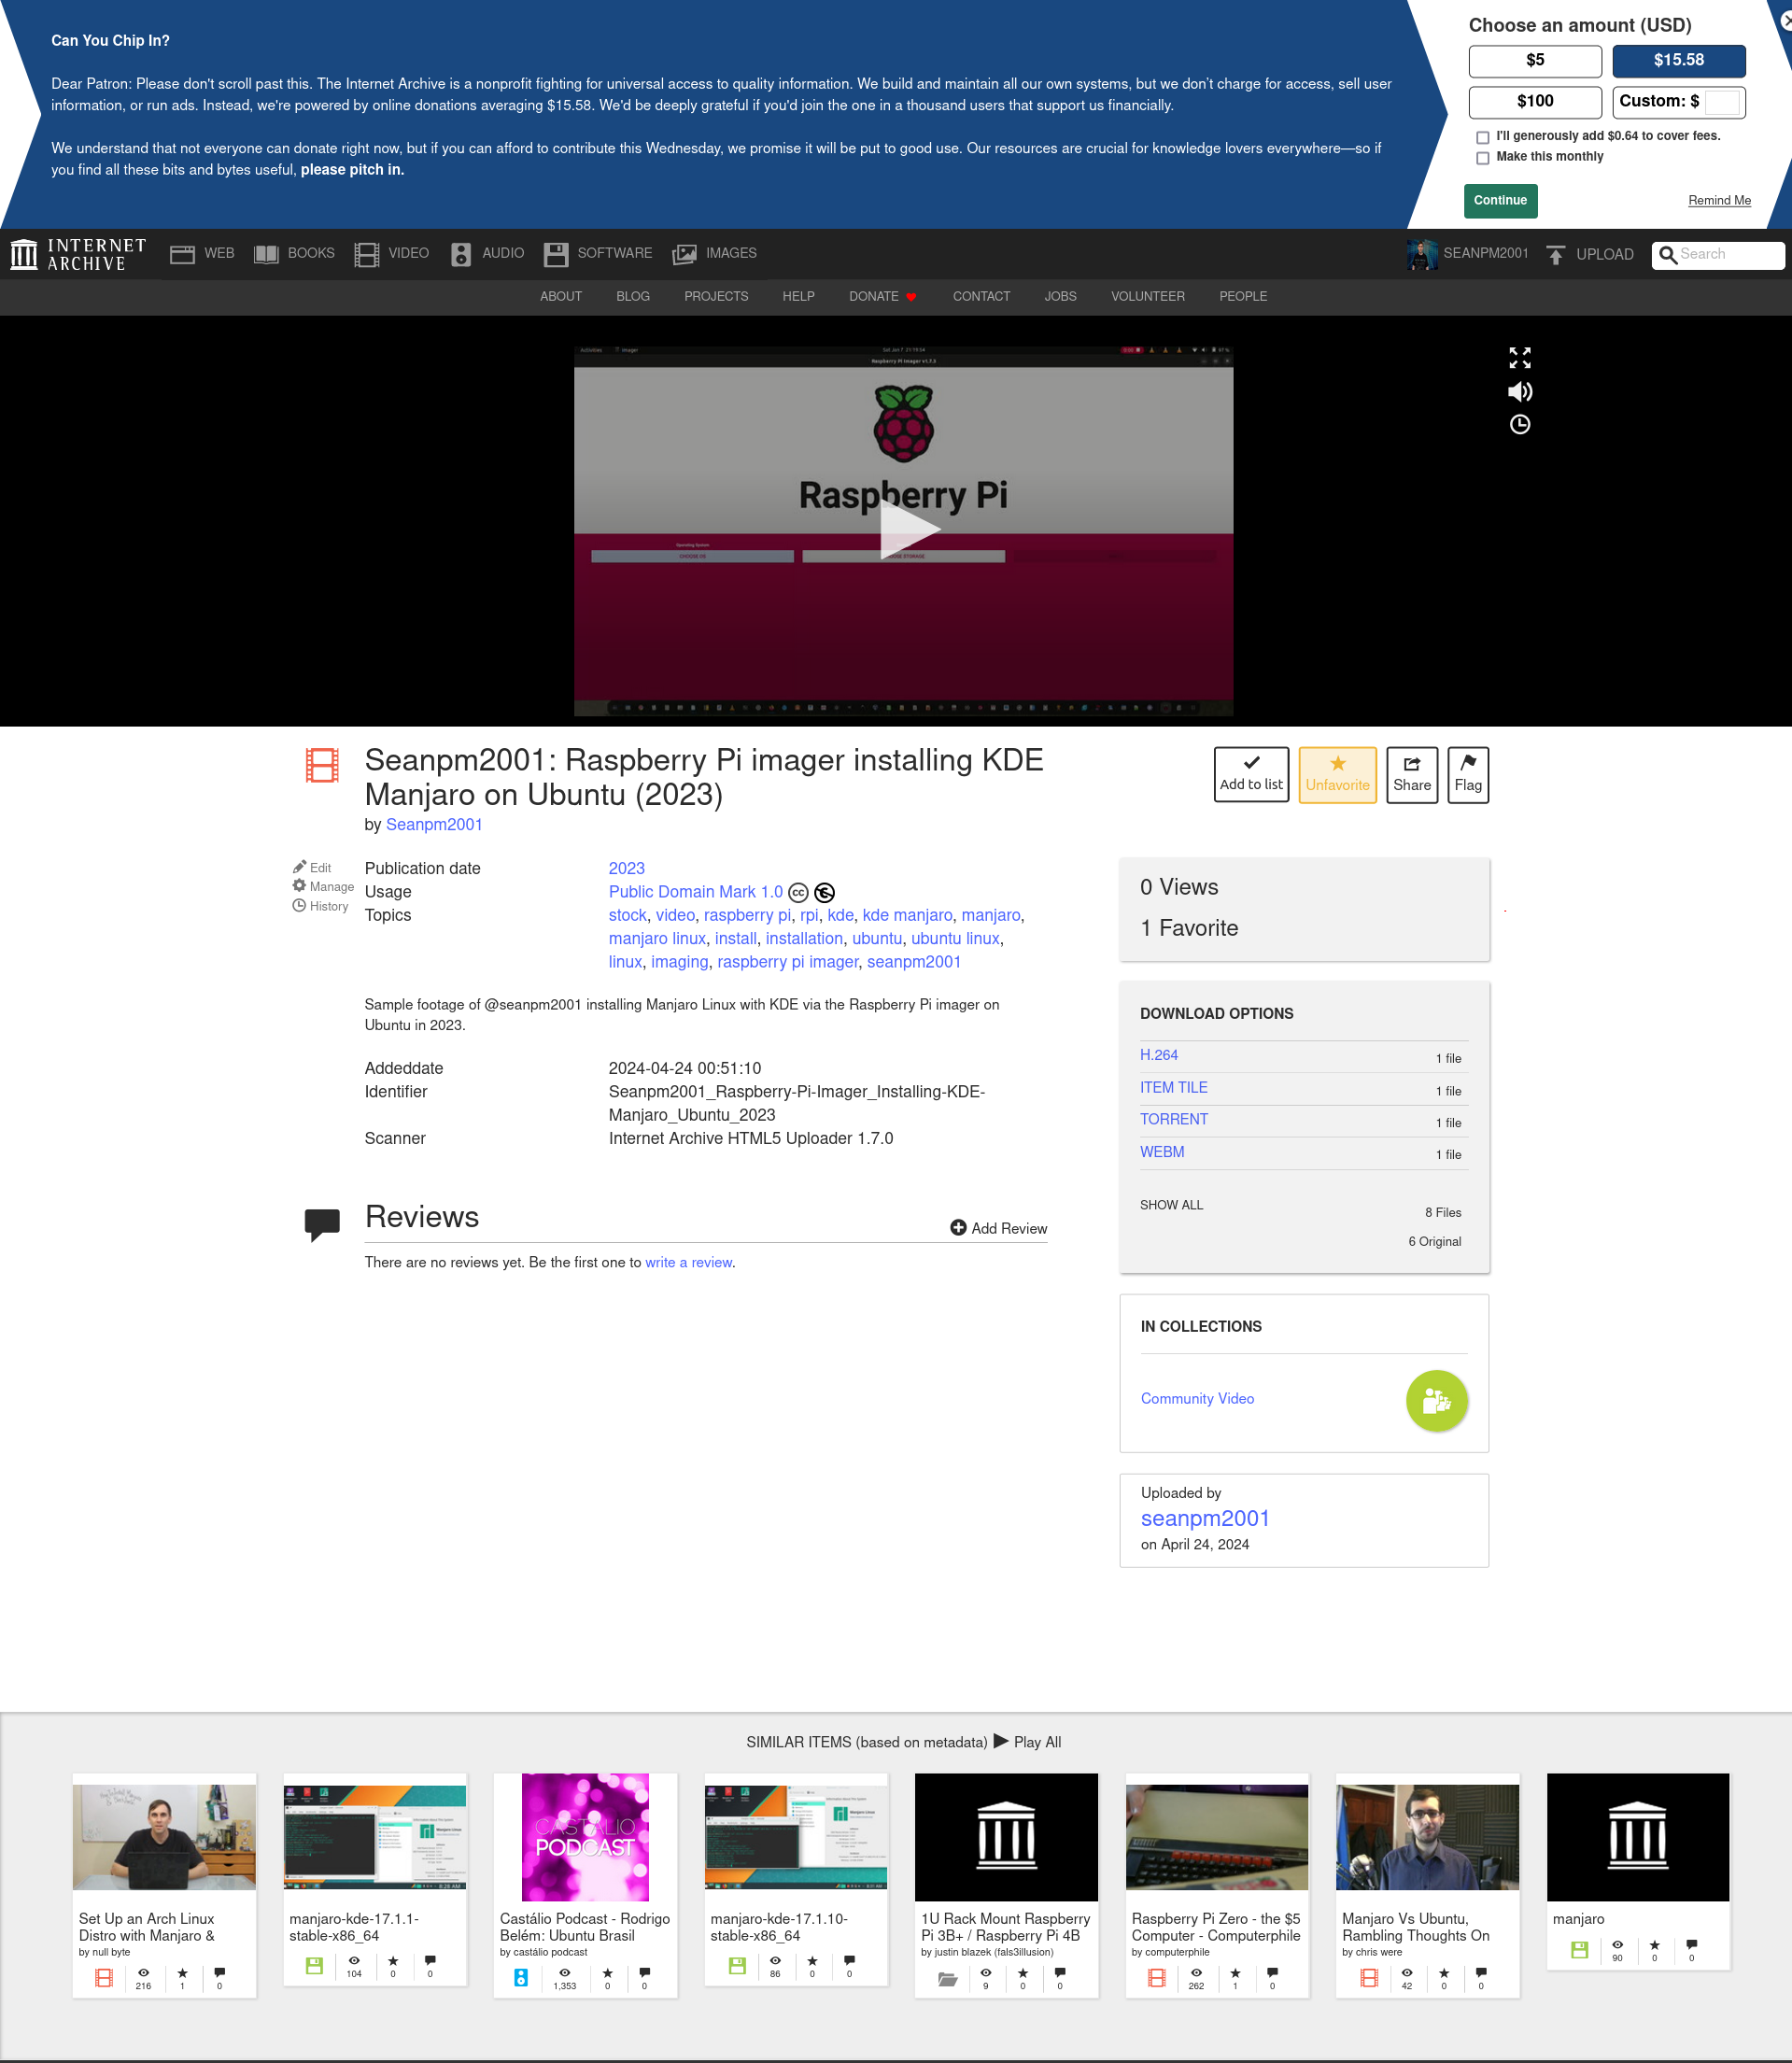 Can You Chip In?
Dear Patron: Please don't scroll past this. The Internet Archive is a nonprofit fighting for universal access to quality information. We build and maintain all our own systems, but we don’t charge for access, sell user
information, or run ads. Instead, we're powered by online donations averaging $15.58. We'd be deeply grateful if you'd join the one in a thousand users that support us financially.
We understand that not everyone can donate right now, but if you can afford to contribute this Wednesday, we promise it will be put to good use. Our resources are crucial for knowledge lovers everywhere—so if
you find all these bits and bytes useful, please pitch in.
Choose an amount (USD)
$5 $15.58
$100 Custom: $
I'll generously add $0.64 to cover fees.
Make this monthly
Continue Remind Me
INTERNET ARCHIVE WEB BOOKS VIDEO AUDIO SOFTWARE IMAGES SEANPM2001 UPLOAD Search
ABOUT BLOG PROJECTS HELP DONATE CONTACT JOBS VOLUNTEER PEOPLE
Raspberry Pi Imager v1.7.3
Raspberry Pi
Operating System
CHOOSE OS
Seanpm2001: Raspberry Pi imager installing KDE
Manjaro on Ubuntu (2023)
by Seanpm2001
Add to list Unfavorite Share Flag
Edit
Manage
History
Publication date 2023
Usage Public Domain Mark 1.0
Topics stock, video, raspberry pi, rpi, kde, kde manjaro, manjaro,
manjaro linux, install, installation, ubuntu, ubuntu linux,
linux, imaging, raspberry pi imager, seanpm2001
Sample footage of @seanpm2001 installing Manjaro Linux with KDE via the Raspberry Pi imager on
Ubuntu in 2023.
Addeddate 2024-04-24 00:51:10
Identifier Seanpm2001_Raspberry-Pi-Imager_Installing-KDE-
Manjaro_Ubuntu_2023
Scanner Internet Archive HTML5 Uploader 1.7.0
Reviews
Add Review
There are no reviews yet. Be the first one to write a review.
0 Views
1 Favorite
DOWNLOAD OPTIONS
H.264 1 file
ITEM TILE 1 file
TORRENT 1 file
WEBM 1 file
SHOW ALL 8 Files
6 Original
IN COLLECTIONS
Community Video
Uploaded by
seanpm2001
on April 24, 2024
SIMILAR ITEMS (based on metadata) Play All
CASTALIO
PODCAST
Set Up an Arch Linux
Distro with Manjaro &
by null byte
216 1 0
manjaro-kde-17.1.1-
stable-x86_64
104 0 0
Castálio Podcast - Rodrigo
Belém: Ubuntu Brasil
by castálio podcast
1,353 0 0
manjaro-kde-17.1.10-
stable-x86_64
86 0 0
1U Rack Mount Raspberry
Pi 3B+ / Raspberry Pi 4B
by justin blazek (fals3illusion)
9 0 0
Raspberry Pi Zero - the $5
Computer - Computerphile
by computerphile
262 1 0
Manjaro Vs Ubuntu,
Rambling Thoughts On
by chris were
42 0 0
manjaro
90 0 0